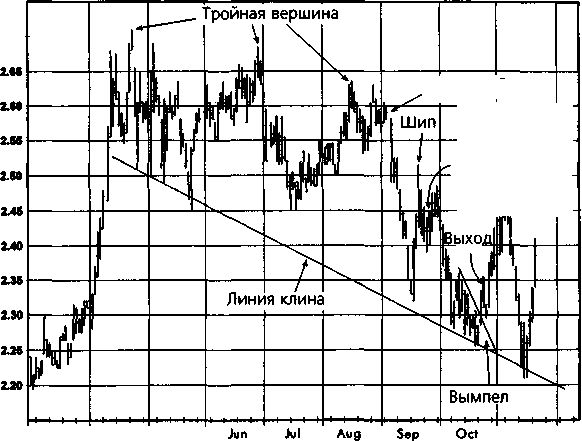 Тройная вершина
2.65
2.60
Шип
2.55
2.50
2.45
Выход
2.40
2.35
Линия клина
2.30
2.25
Вымпел
2.20
Jun Jul Aug Sep Oct